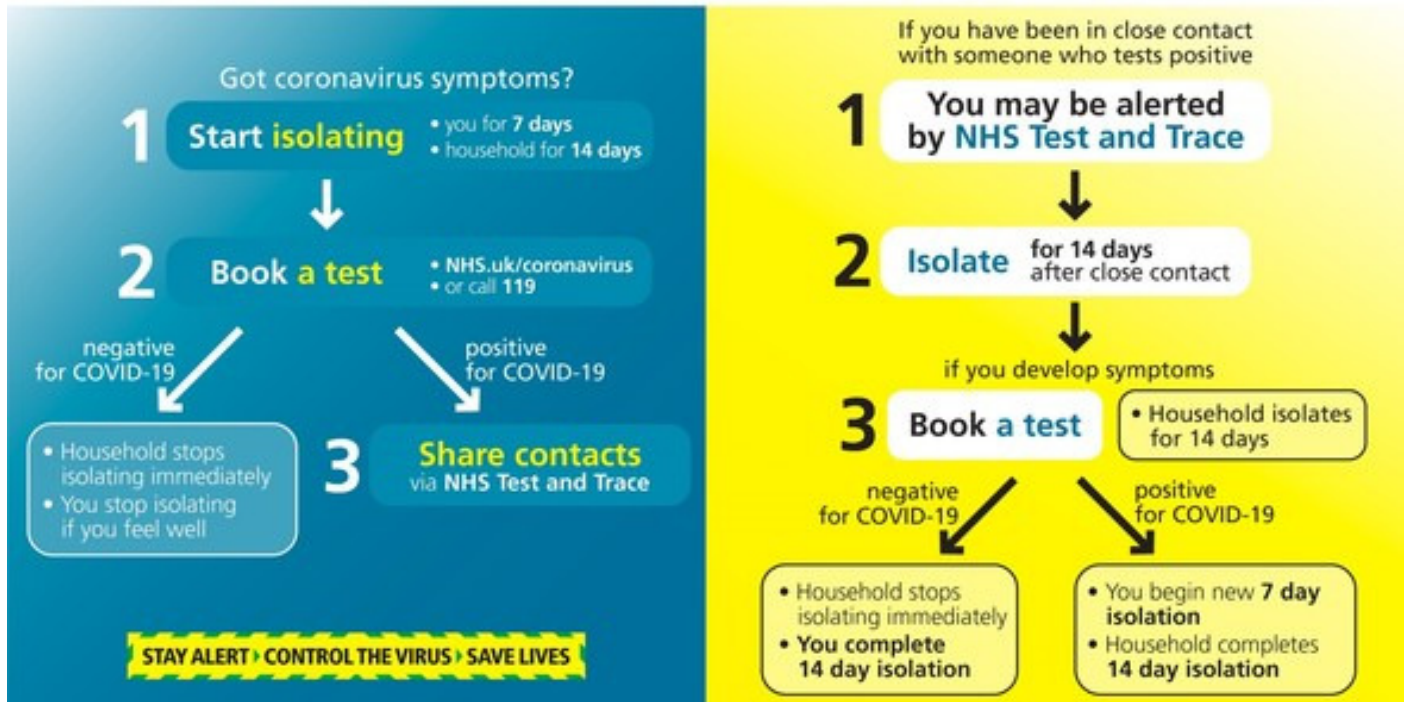 Got coronavirus symptoms?
1
Start isolating
• you for 7 days
• household for 14 days
2
Book a test
• NHS.uk/coronavirus
• or call 119
negative
for COVID-19
positive
for COVID-19
• Household stops
isolating immediately
• You stop isolating
if you feel well
3
Share contacts
via NHS Test and Trace
STAY ALERT CONTROL THE VIRUS SAVE LIVES
If you have been in close contact
with someone who tests positive
1
You may be alerted
by NHS Test and Trace
2
Isolate
for 14 days
after close contact
if you develop symptoms
3
Book a test
• Household isolates
for 14 days
negative
for COVID-19
positive
for COVID-19
• Household stops
isolating immediately
• You complete
14 day isolation
• You begin new 7 day
isolation
• Household completes
14 day isolation